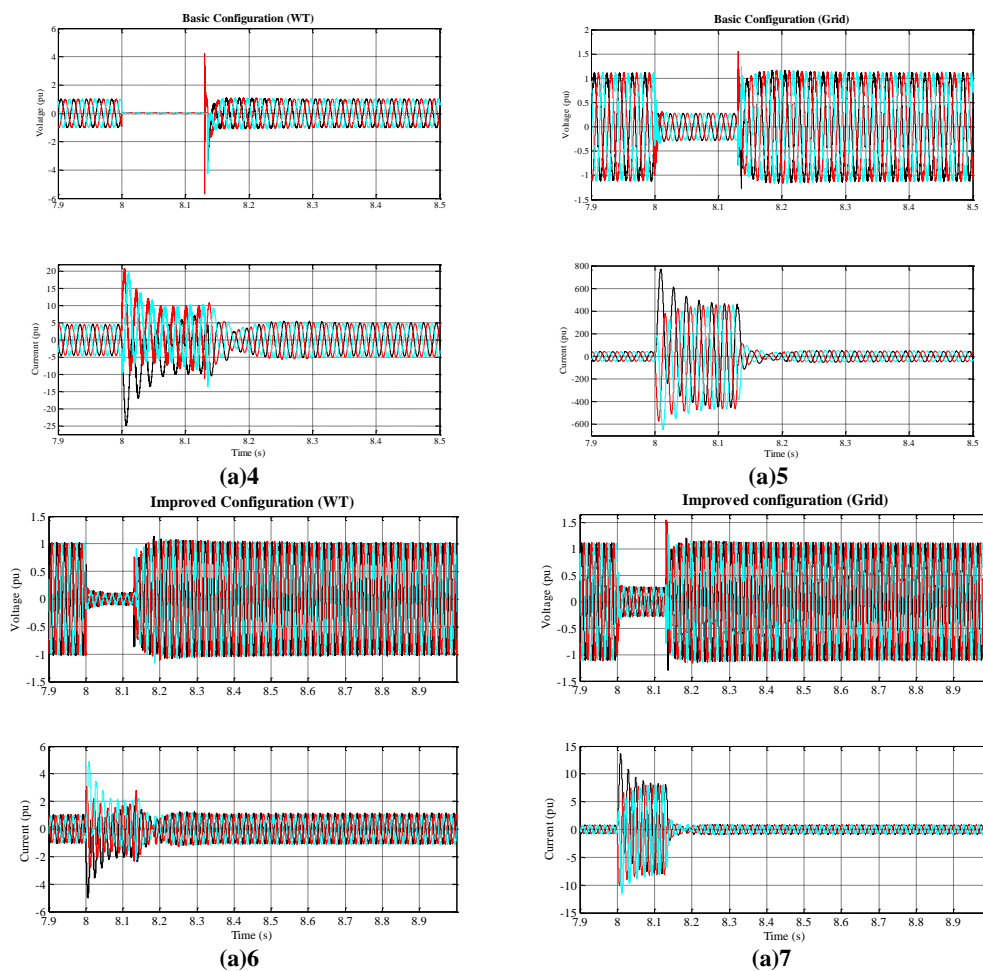 Basic Configuration (WT)
6
4
2
0
-2
-4
6
Volatge (pu)
7.9 8 8.1 8.2 8.3 8.4 8.5
20
15
10
5
0
-5
-10
-15
-20
-25
Currennt (pu)
7.9 8 8.1 8.2 8.3 8.4 8.5
Time (s)
(a)4
Basic Configuration (Grid)
2
1.5
1
0.5
0
-0.5
-1
-1.5
Voltage (pu)
7.9 8 8.1 8.2 8.3 8.4 8.5
800
600
400
200
0
-200
-400
-600
Current (pu)
7.9 8 8.1 8.2 8.3 8.4 8.5
Time (s)
(a)5
Improved Configuration (WT)
1.5
1
0.5
0
-0.5
-1
-1.5
Voltage (pu)
7.9 8 8.1 8.2 8.3 8.4 8.5 8.6 8.7 8.8 8.9
6
4
2
0
-2
-4
-6
Current (pu)
7.9 8 8.1 8.2 8.3 8.4 8.5 8.6 8.7 8.8 8.9
Time (s)
(a)6
Improved configuration (Grid)
1.5
1
0.5
0
-0.5
-1
-1.5
Voltage (pu)
7.9 8 8.1 8.2 8.3 8.4 8.5 8.6 8.7 8.8 8.9
15
10
5
0
-5
-10
-15
Current (pu)
7.9 8 8.1 8.2 8.3 8.4 8.5 8.6 8.7 8.8 8.9
Time (s)
(a)7